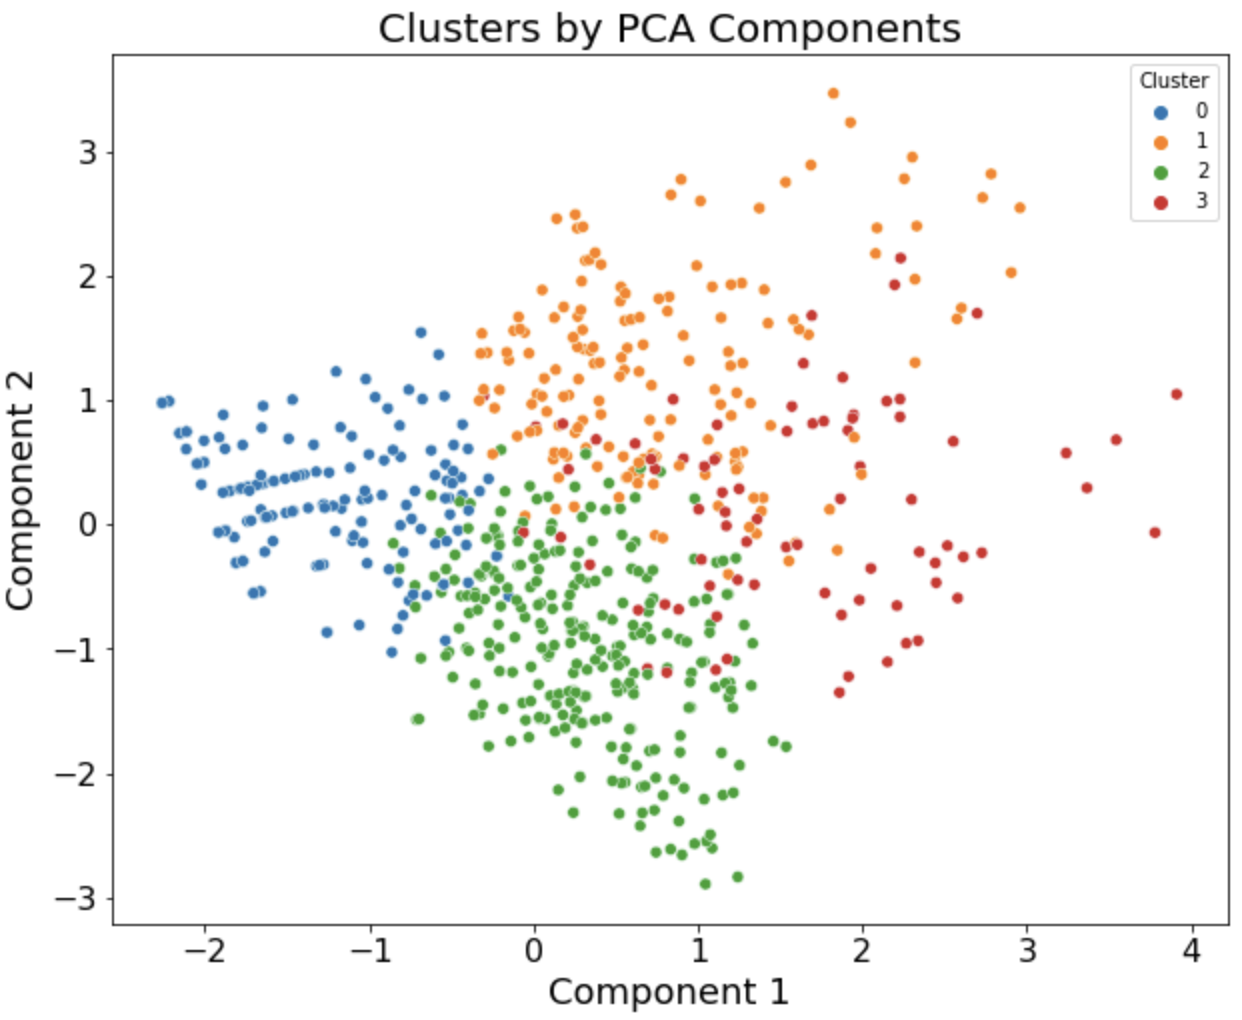 Clusters by PCA Components
Cluster
0
1
2
3
3
2
1
0
−1
−2
−3
Component 2
−2 −1 0 1 2 3 4
Component 1